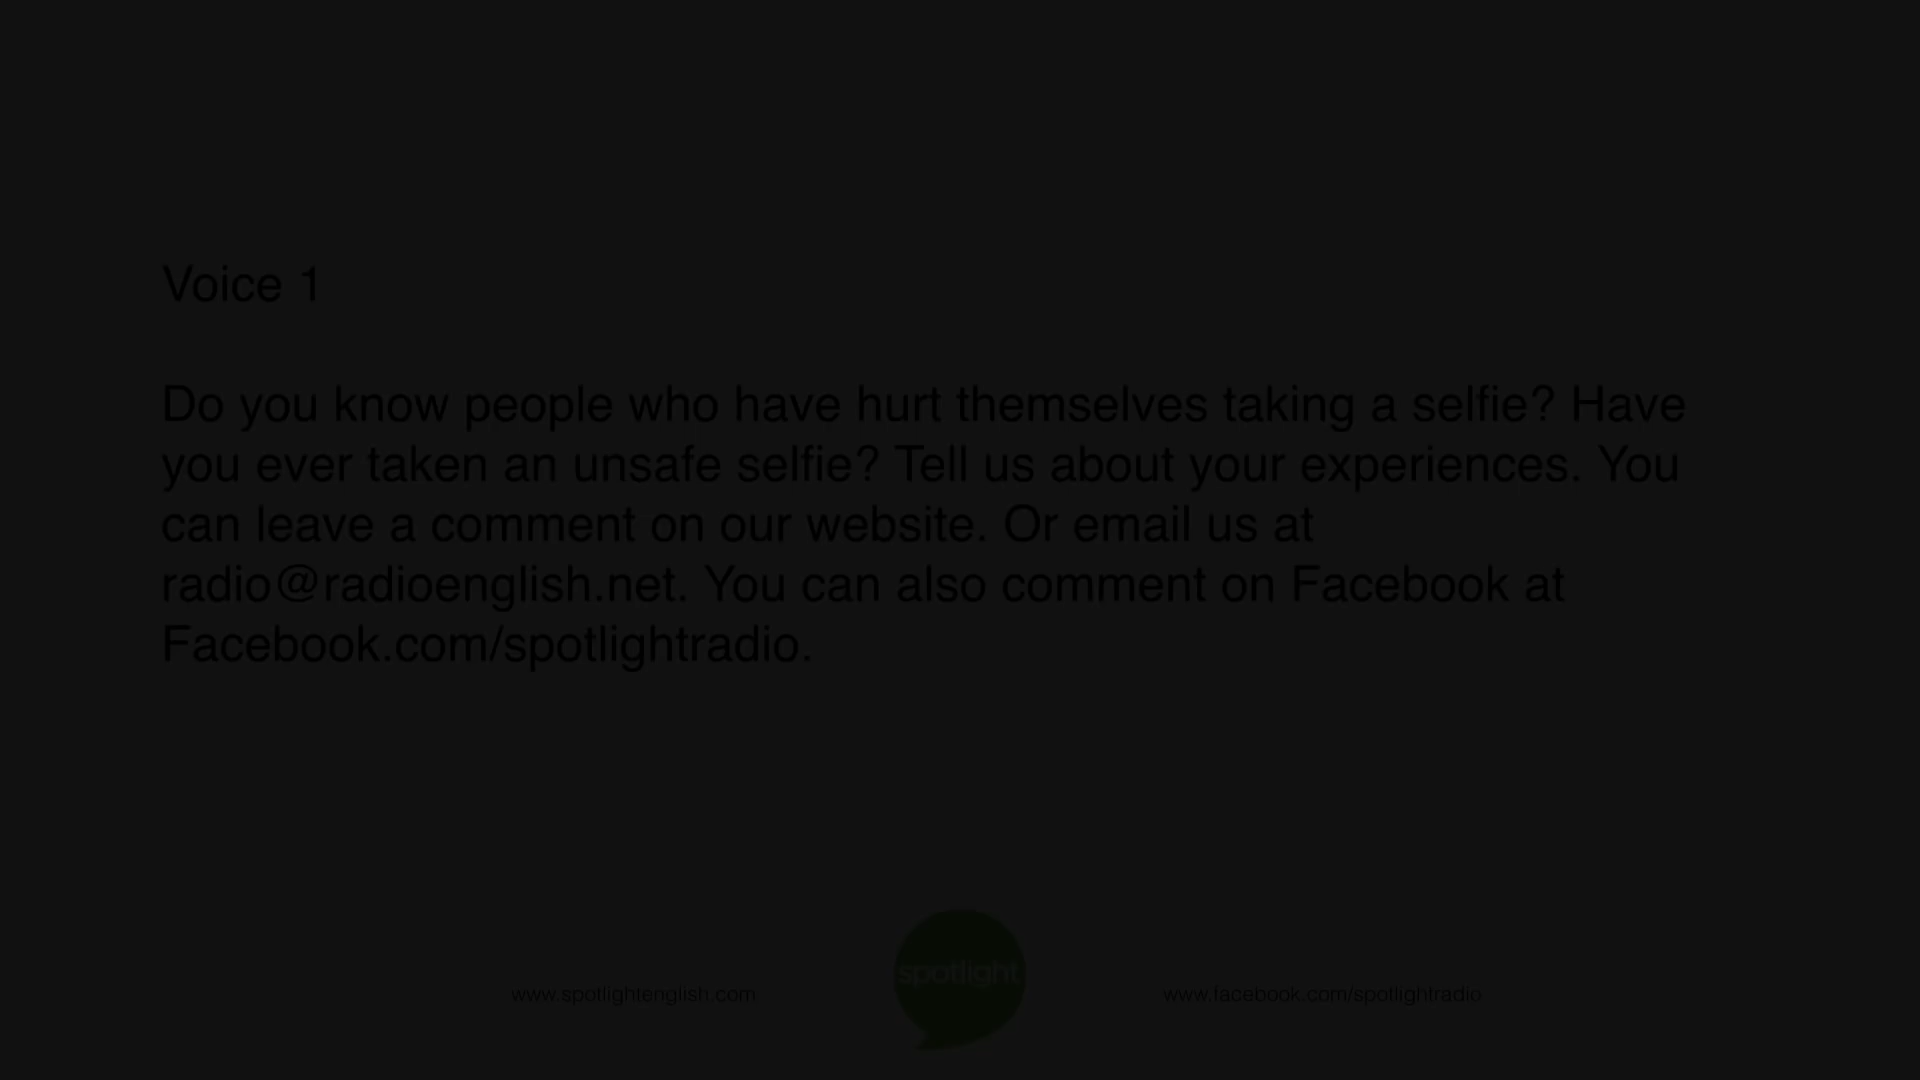 Voice 1
Do you know people who have hurt themselves taking a selfie? Have
you ever taken an unsafe selfie? Tell us about your experiences. You
can leave a comment on our website. Or email us at
radio@radioenglish.net. You can also comment on Facebook at
Facebook.com/spotlightradio.
spotlight
www.spotlightenglish.com
www.facebook.com/spotlightradio